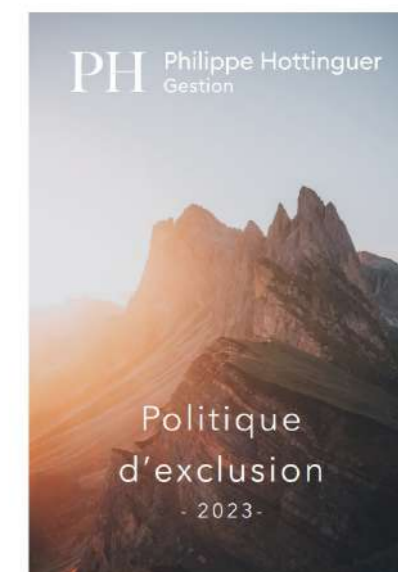 PH Philippe Hottinguer
Gestion
Politique
d'exclusion
- 2023-